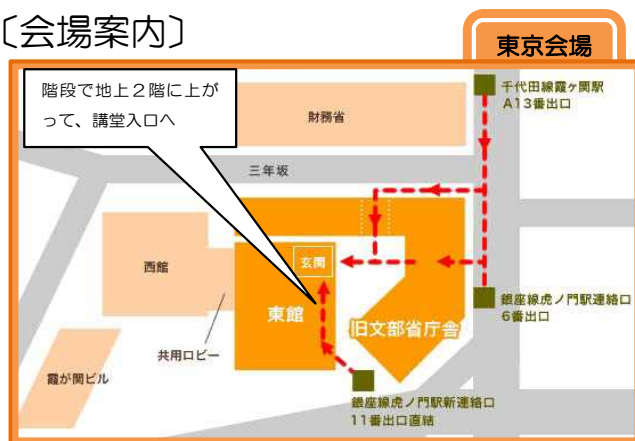 〔会場案内〕
東京会場
階段で地上２階に上が
って、講堂入口へ
千代田線霞ヶ関駅
A13番出口
財務省
三年坂
西館
玄関
東館
旧文部省庁舎
銀座線虎ノ門駅連絡口
6番出口
共用ロビー
霞が関ビル
銀座線虎ノ門駅新連絡口
11番出口直結